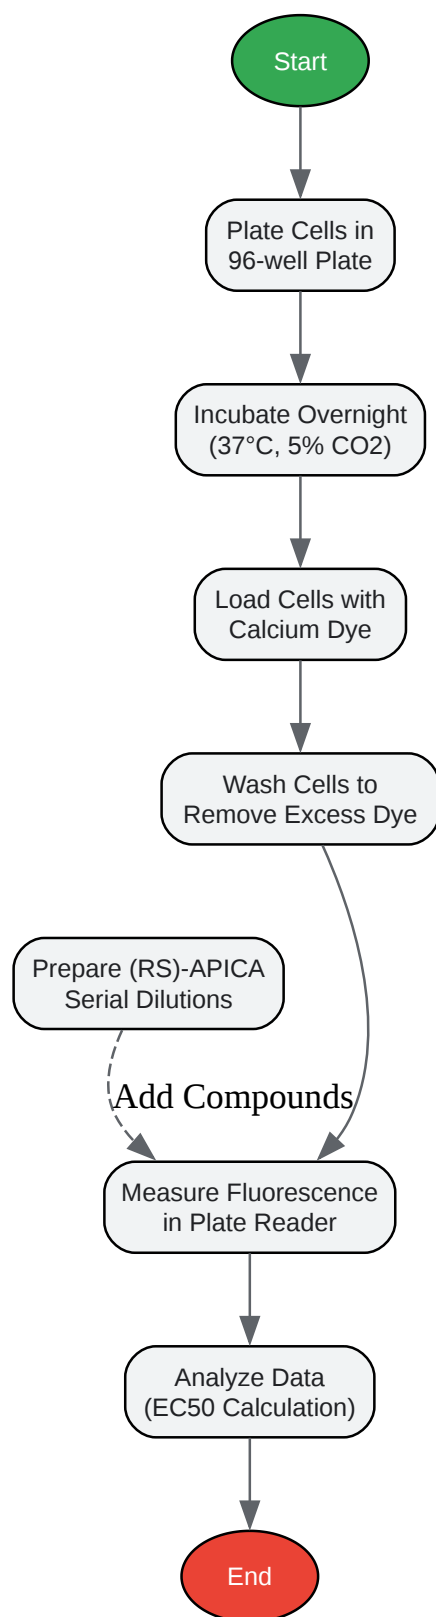 Start
Plate Cells in
96-well Plate
Incubate Overnight
(37°C, 5% CO2)
Load Cells with
Calcium Dye
Wash Cells to
Remove Excess Dye
Prepare (RS)-APICA
Serial Dilutions
Add Compounds
Measure Fluorescence
in Plate Reader
Analyze Data
(EC50 Calculation)
End